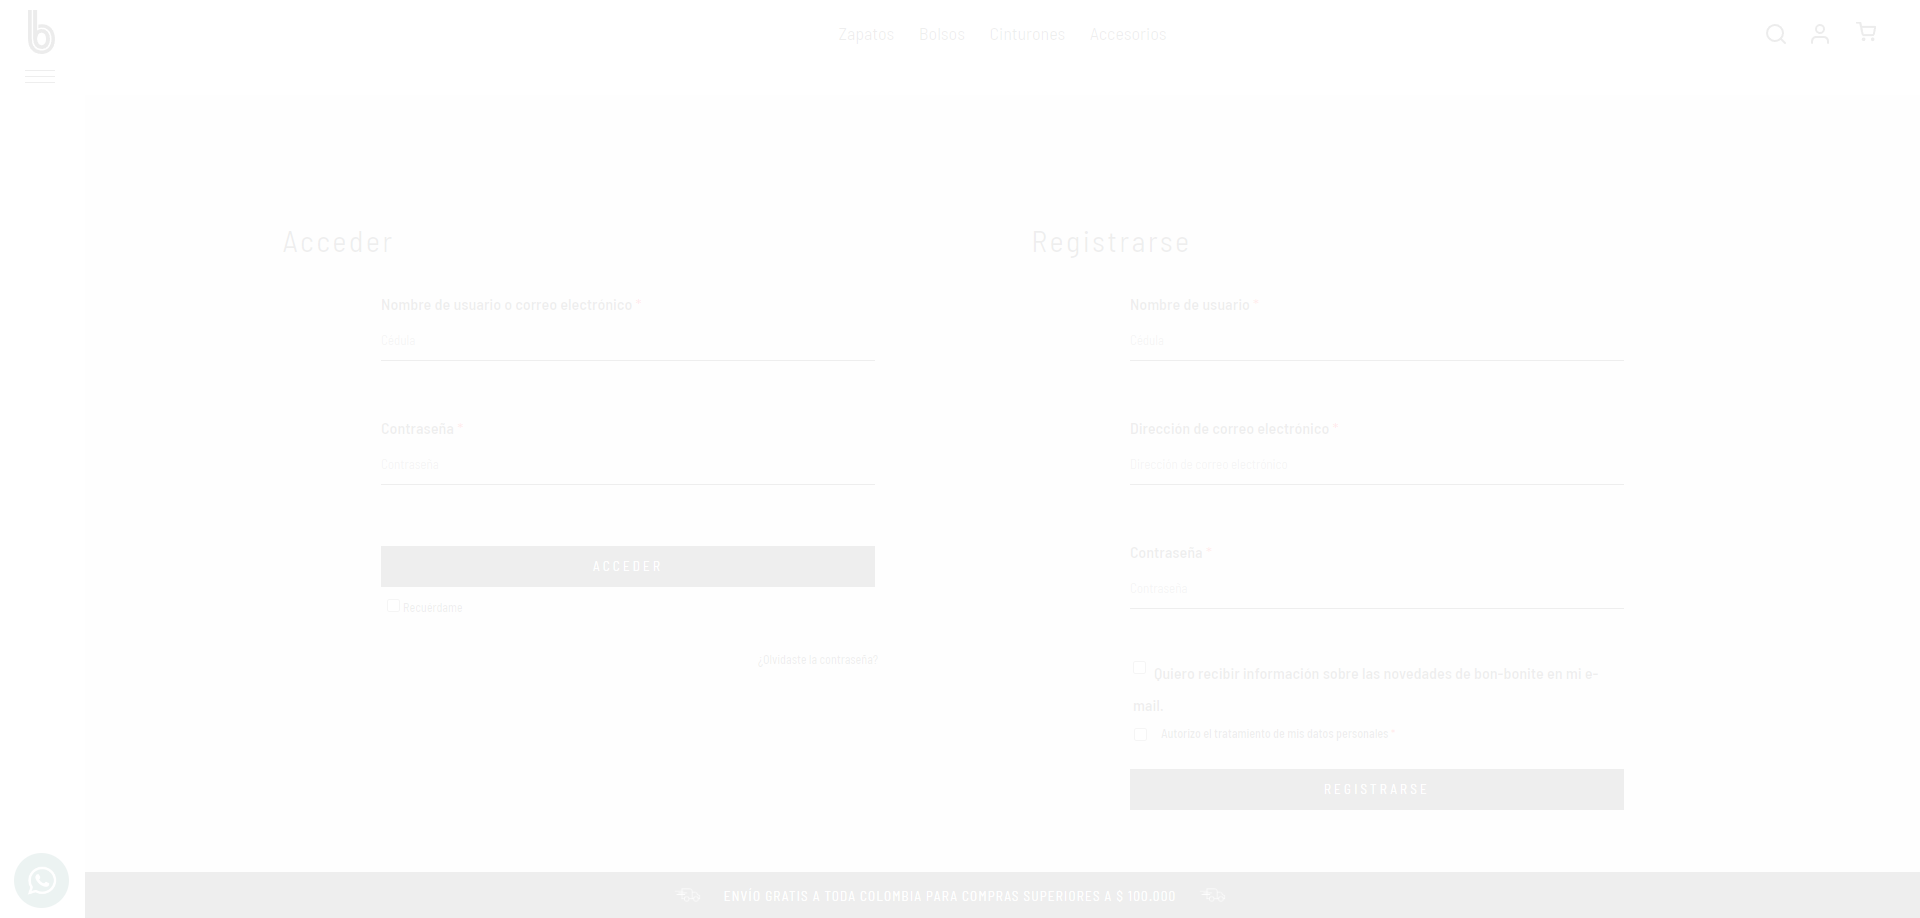 Zapatos Bolsos Cinturones Accesorios
Acceder
Nombre de usuario o correo electrónico *
Cédula
Contraseña *
Contraseña
ACCEDER
Recuérdame
¿Olvidaste la contraseña?
Registrarse
Nombre de usuario *
Cédula
Dirección de correo electrónico *
Dirección de correo electrónico
Contraseña *
Contraseña
Quiero recibir información sobre las novedades de bon-bonite en mi e-
mail.
Autorizo el tratamiento de mis datos personales *
REGISTRARSE
ENVÍO GRATIS A TODA COLOMBIA PARA COMPRAS SUPERIORES A $ 100.000